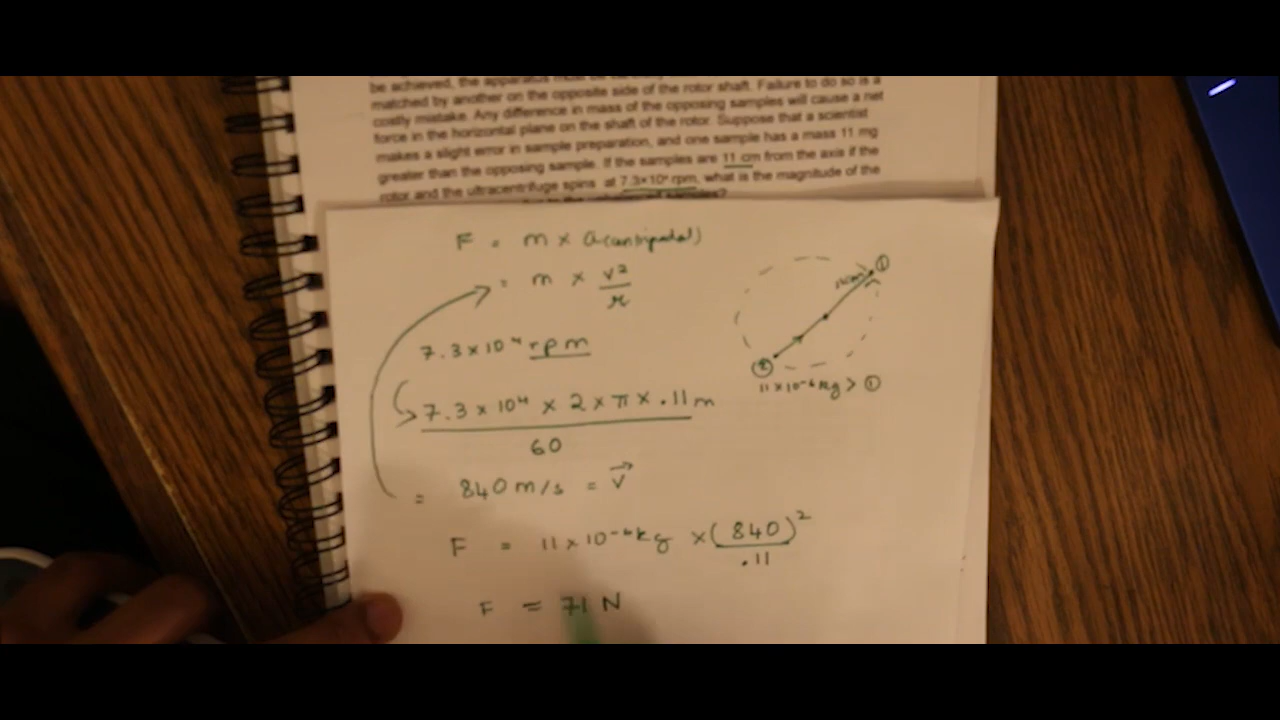 be achieved, the apparatus must be
matched by another on the opposite side of the rotor shaft. Failure to do so is a
costly mistake. Any difference in mass of the opposing samples will cause a net
force in the horizontal plane on the shaft of the rotor. Suppose that a scientist
makes a slight error in sample preparation, and one sample has a mass 11 mg
greater than the opposing sample. If the samples are 11 cm from the axis if the
rotor and the ultracentrifuge spins at 7.3×10⁴ rpm, what is the magnitude of the
samples?
F = m × a(centripetal)
= m × v²/r
7.3 × 10⁴ rpm
7.3 × 10⁴ × 2 × π × .11 m
60
= 840 m/s = v⃗
F = 11 × 10⁻⁶ kg × (840)²
.11
F = 71 N
①
11cm
②
11 × 10⁻⁶ kg > ①